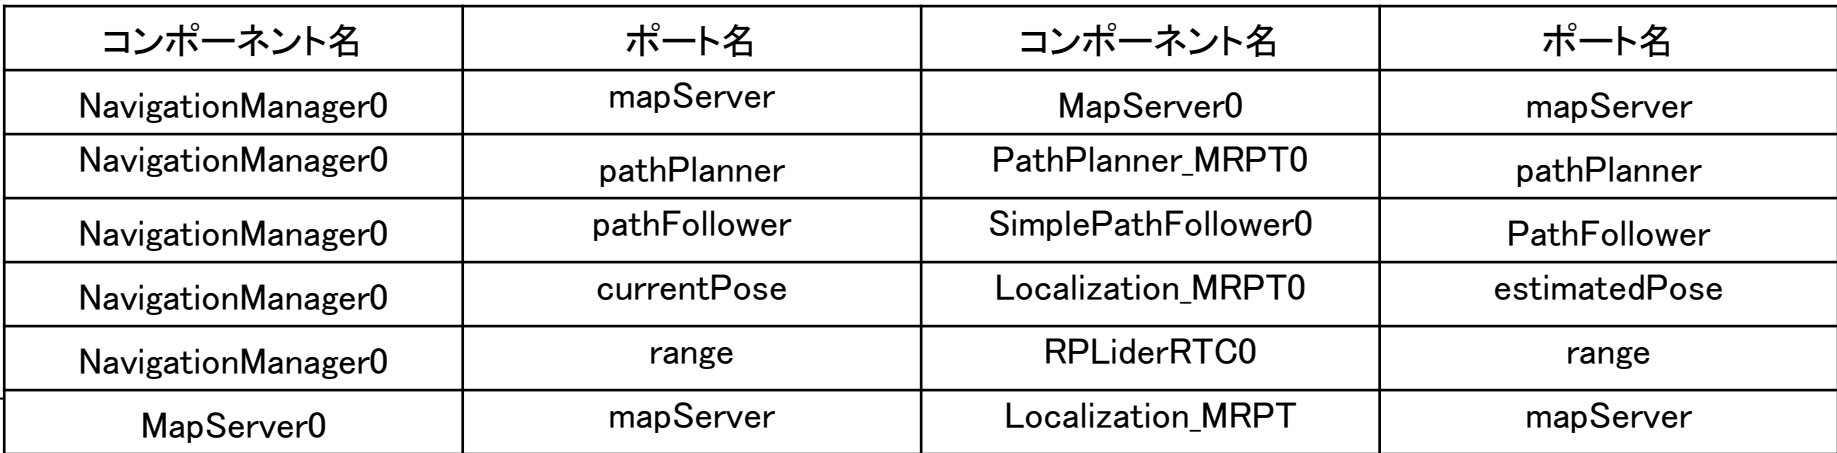 コンポーネント名 ポート名 コンポーネント名 ポート名
NavigationManager0 mapServer MapServer0 mapServer
NavigationManager0 pathPlanner PathPlanner_MRPT0 pathPlanner
NavigationManager0 pathFollower SimplePathFollower0 PathFollower
NavigationManager0 currentPose Localization_MRPT0 estimatedPose
NavigationManager0 range RPLiderRTC0 range
MapServer0 mapServer Localization_MRPT mapServer